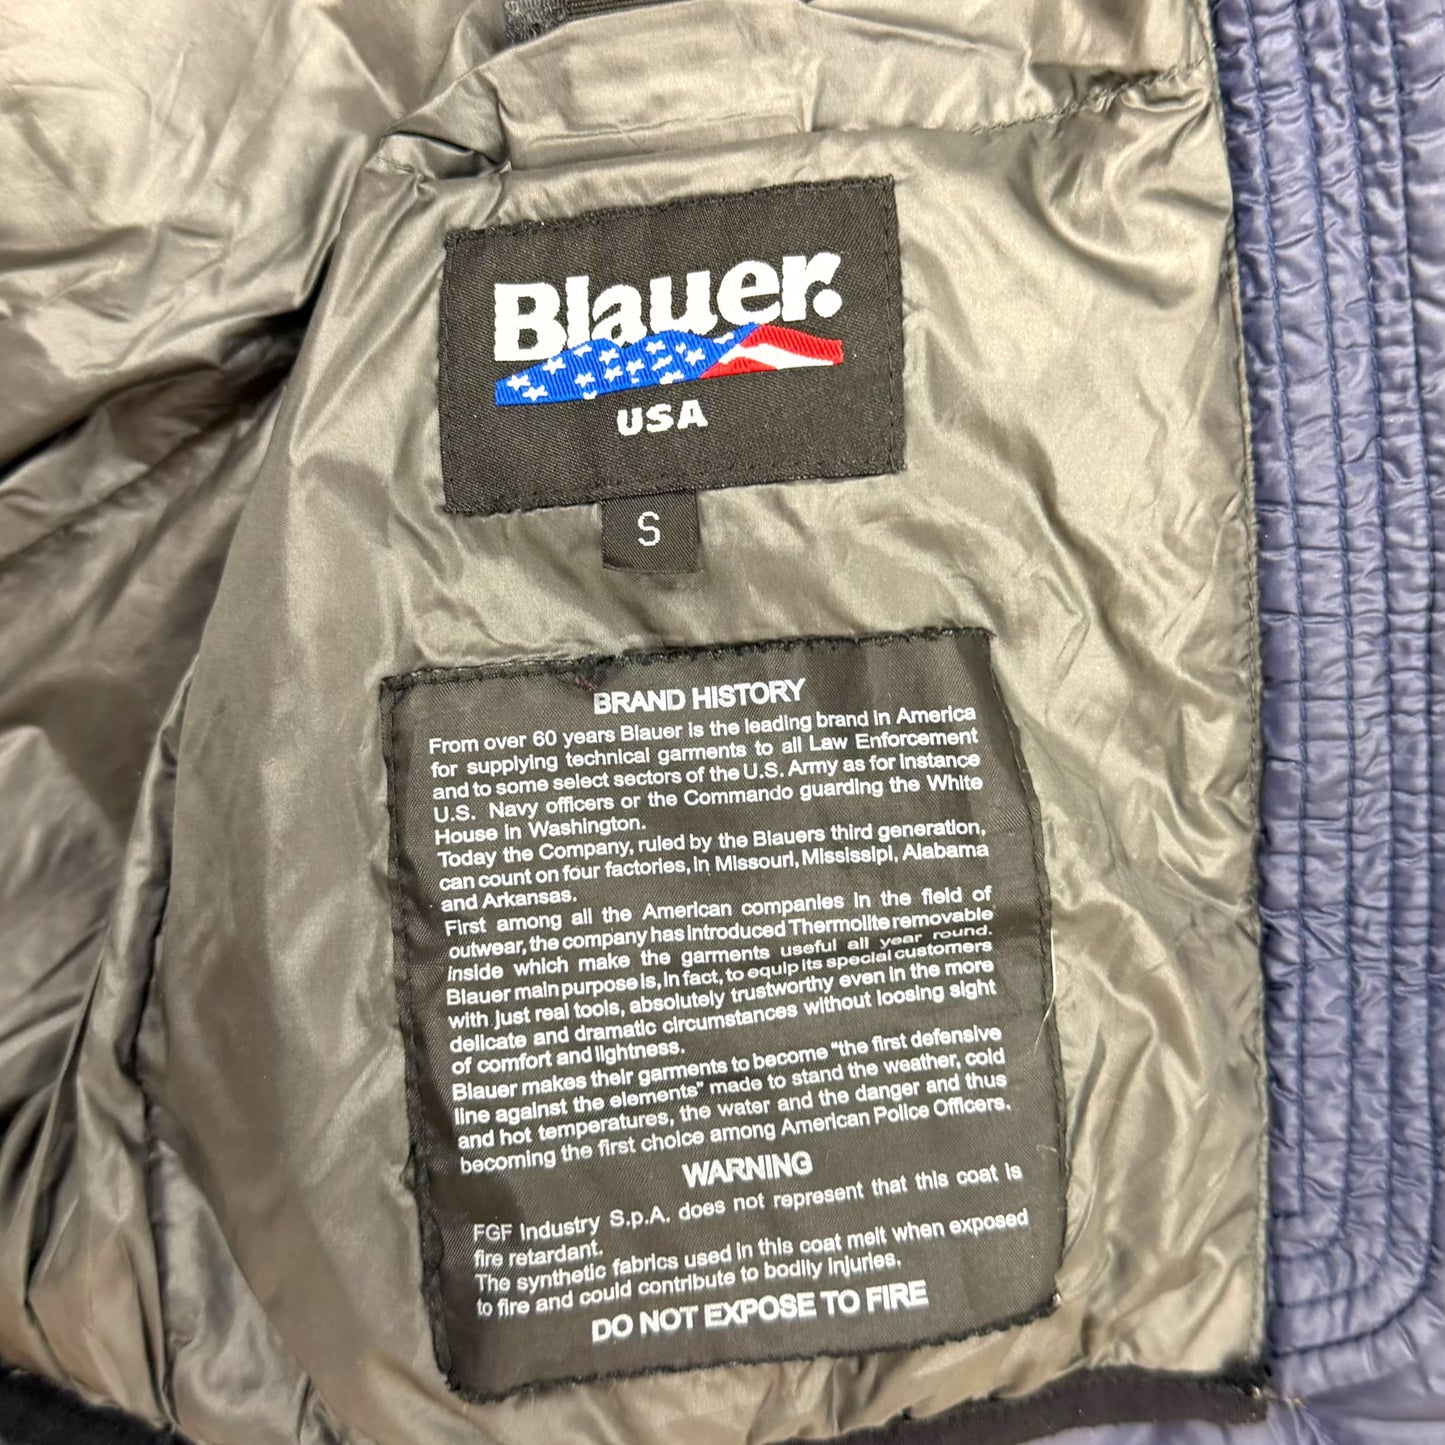 Blauer.
USA
S
BRAND HISTORY
From over 60 years Blauer is the leading brand in America
for supplying technical garments to all Law Enforcement
and to some select sectors of the U.S. Army as for instance
U.S. Navy officers or the Commando guarding the White
House in Washington.
Today the Company, ruled by the Blauers third generation,
can count on four factories, in Missouri, Mississipi, Alabama
and Arkansas.
First among all the American companies in the field of
outwear, the company has introduced Thermolite removable
inside which make the garments useful all year round.
Blauer main purpose is, in fact, to equip its special customers
with just real tools, absolutely trustworthy even in the more
delicate and dramatic circumstances without loosing sight
of comfort and lightness.
Blauer makes their garments to become "the first defensive
line against the elements" made to stand the weather, cold
and hot temperatures, the water and the danger and thus
becoming the first choice among American Police Officers.
WARNING
FGF Industry S.p.A. does not represent that this coat is
fire retardant.
The synthetic fabrics used in this coat melt when exposed
to fire and could contribute to bodily injuries.
DO NOT EXPOSE TO FIRE